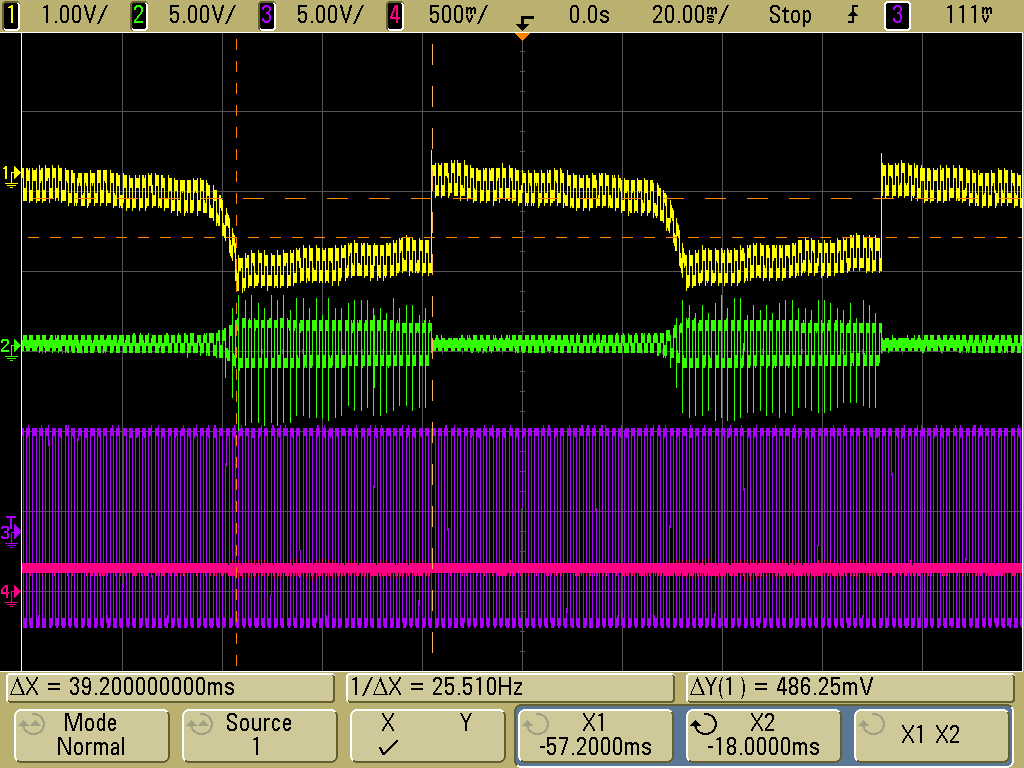 1 1.00V/ 2 5.00V/ 3 5.00V/ 4 500mV/ 0.0s 20.00ms/ Stop 3 111mV
1
2
T
3
4
ΔX = 39.200000000ms 1/ΔX = 25.510Hz ΔY(1) = 486.25mV
Mode Source X Y X1 X2 X1 X2
Normal 1 ✓ -57.2000ms -18.0000ms